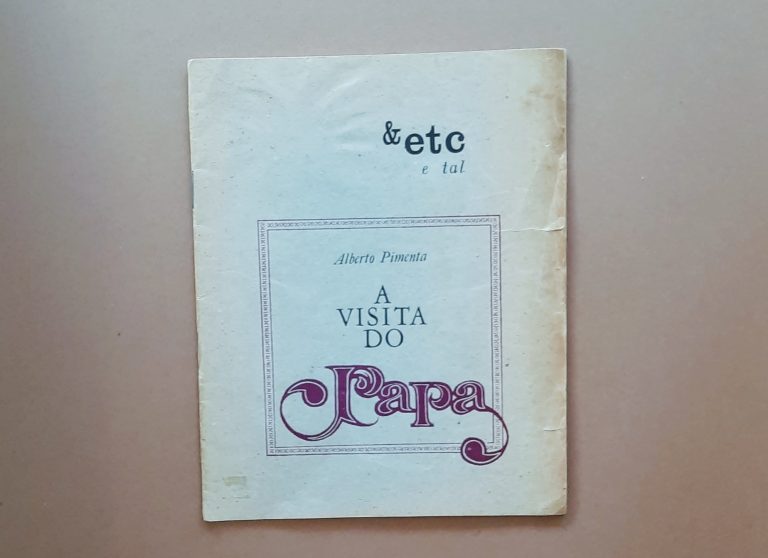 & etc
e tal
Alberto Pimenta
A
VISITA
DO
Papa